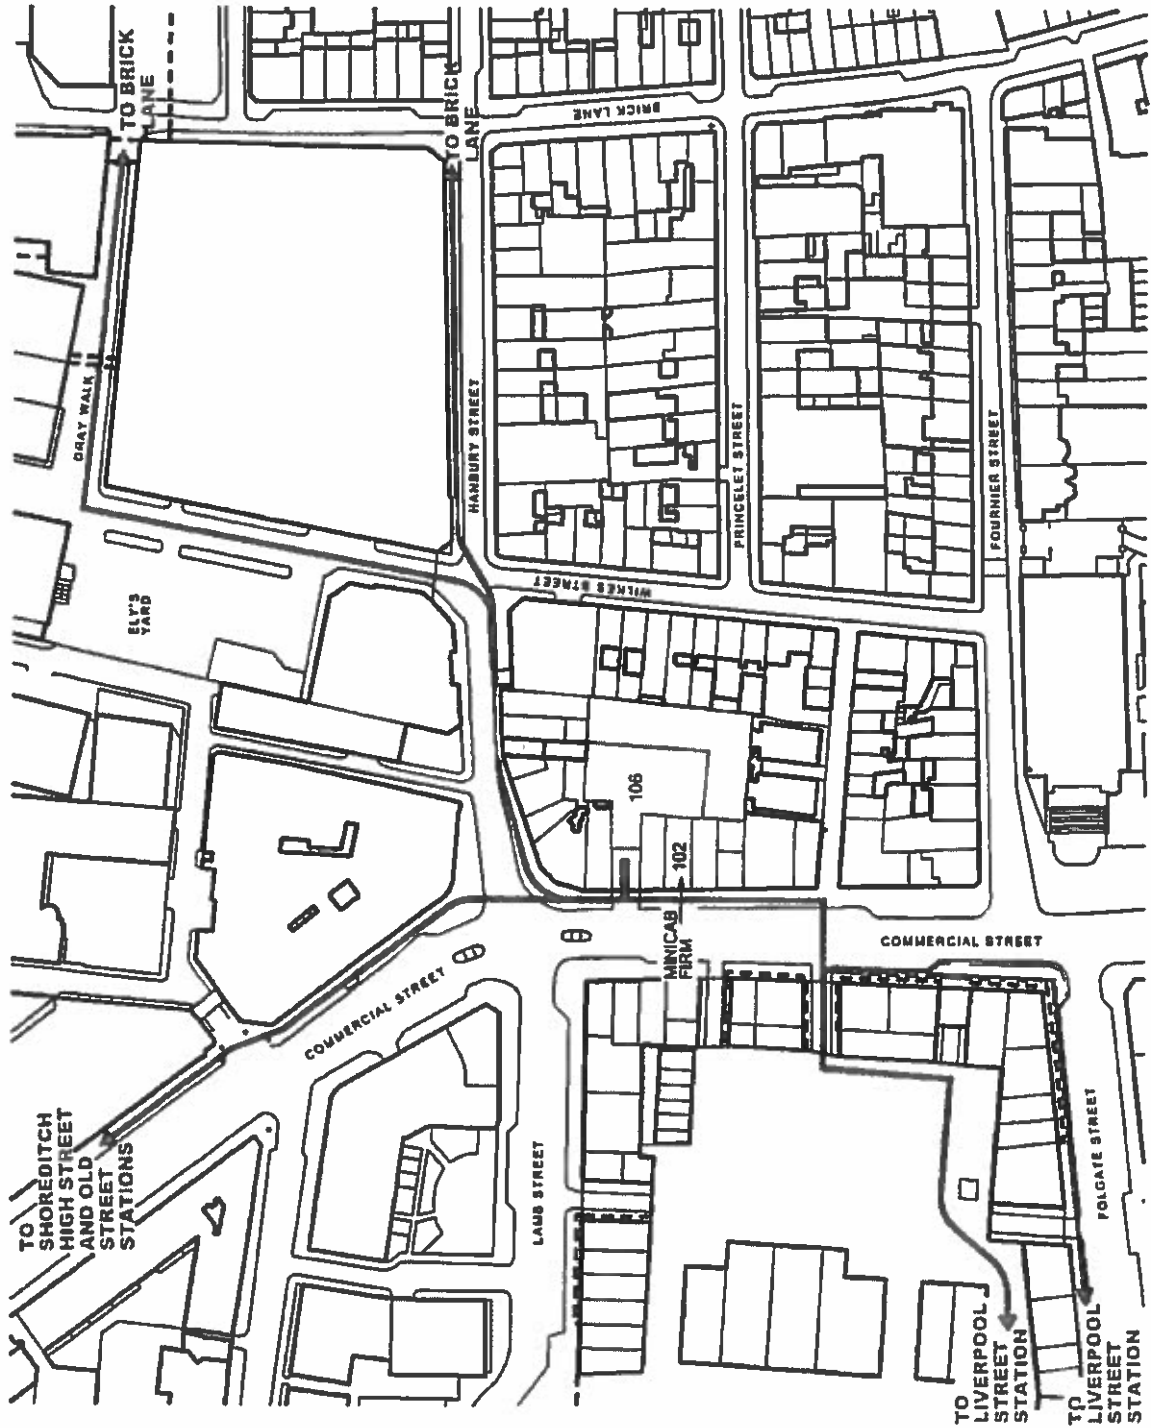 TO BRICK
LANE
TO BRICK
LANE
BRICK LANE
DRAY WALK
HANBURY STREET
PRINCELET STREET
FOURNIER STREET
WILKES STREET
ELY'S
YARD
106
102
MINICAB
FIRM
COMMERCIAL STREET
COMMERCIAL STREET
LAMB STREET
FOLGATE STREET
TO
SHOREDITCH
HIGH STREET
AND OLD
STREET
STATIONS
TO
LIVERPOOL
STREET
STATION
TO
LIVERPOOL
STREET
STATION